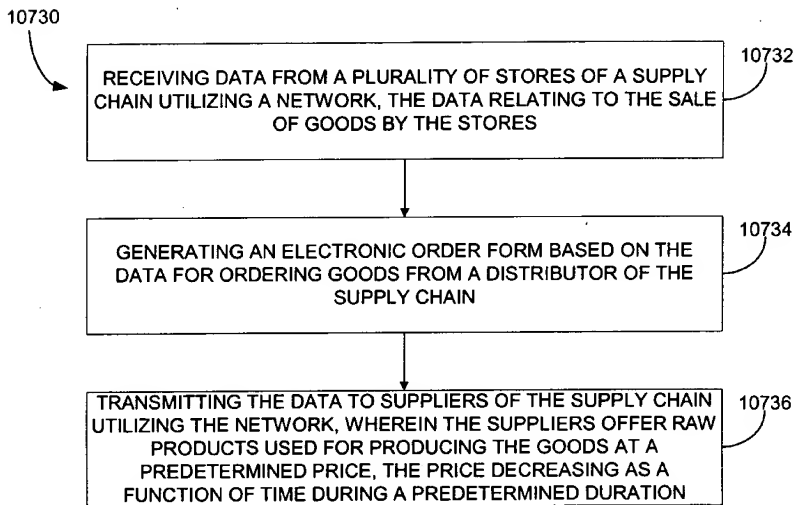 10730
RECEIVING DATA FROM A PLURALITY OF STORES OF A SUPPLY
CHAIN UTILIZING A NETWORK, THE DATA RELATING TO THE SALE
OF GOODS BY THE STORES
10732
GENERATING AN ELECTRONIC ORDER FORM BASED ON THE
DATA FOR ORDERING GOODS FROM A DISTRIBUTOR OF THE
SUPPLY CHAIN
10734
TRANSMITTING THE DATA TO SUPPLIERS OF THE SUPPLY CHAIN
UTILIZING THE NETWORK, WHEREIN THE SUPPLIERS OFFER RAW
PRODUCTS USED FOR PRODUCING THE GOODS AT A
PREDETERMINED PRICE, THE PRICE DECREASING AS A
FUNCTION OF TIME DURING A PREDETERMINED DURATION
10736